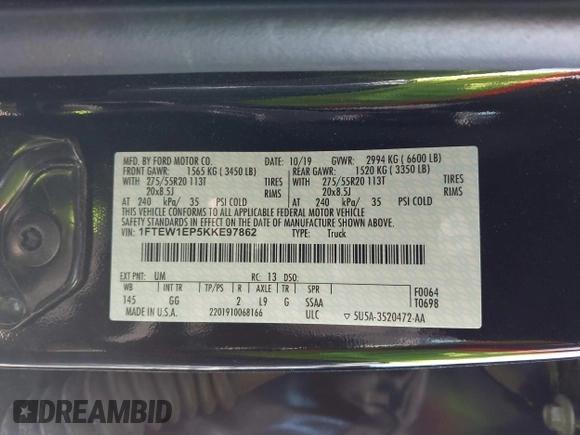 MFD. BY FORD MOTOR CO. DATE: 10/19 GVWR: 2994 KG ( 6600 LB)
FRONT GAWR: 1565 KG ( 3450 LB) REAR GAWR: 1520 KG ( 3350 LB)
WITH 275/55R20 113T TIRES WITH 275/55R20 113T TIRES
20x8.5J RIMS 20x8.5J RIMS
AT 240 kPa/ 35 PSI COLD AT 240 kPa/ 35 PSI COLD
THIS VEHICLE CONFORMS TO ALL APPLICABLE FEDERAL MOTOR VEHICLE
SAFETY STANDARDS IN EFFECT ON THE DATE OF MANUFACTURE SHOWN ABOVE.
VIN: 1FTEW1EP5KKE97862 TYPE: Truck
EXT PNT: UM RC: 13 DSO:
WB INT TR TP/PS R AXLE TR SPR F0064
145 GG 2 L9 G SSAA T0698
MADE IN U.S.A. 2201910068166 ULC ▽ 5U5A-3520472-AA
DREAMBID